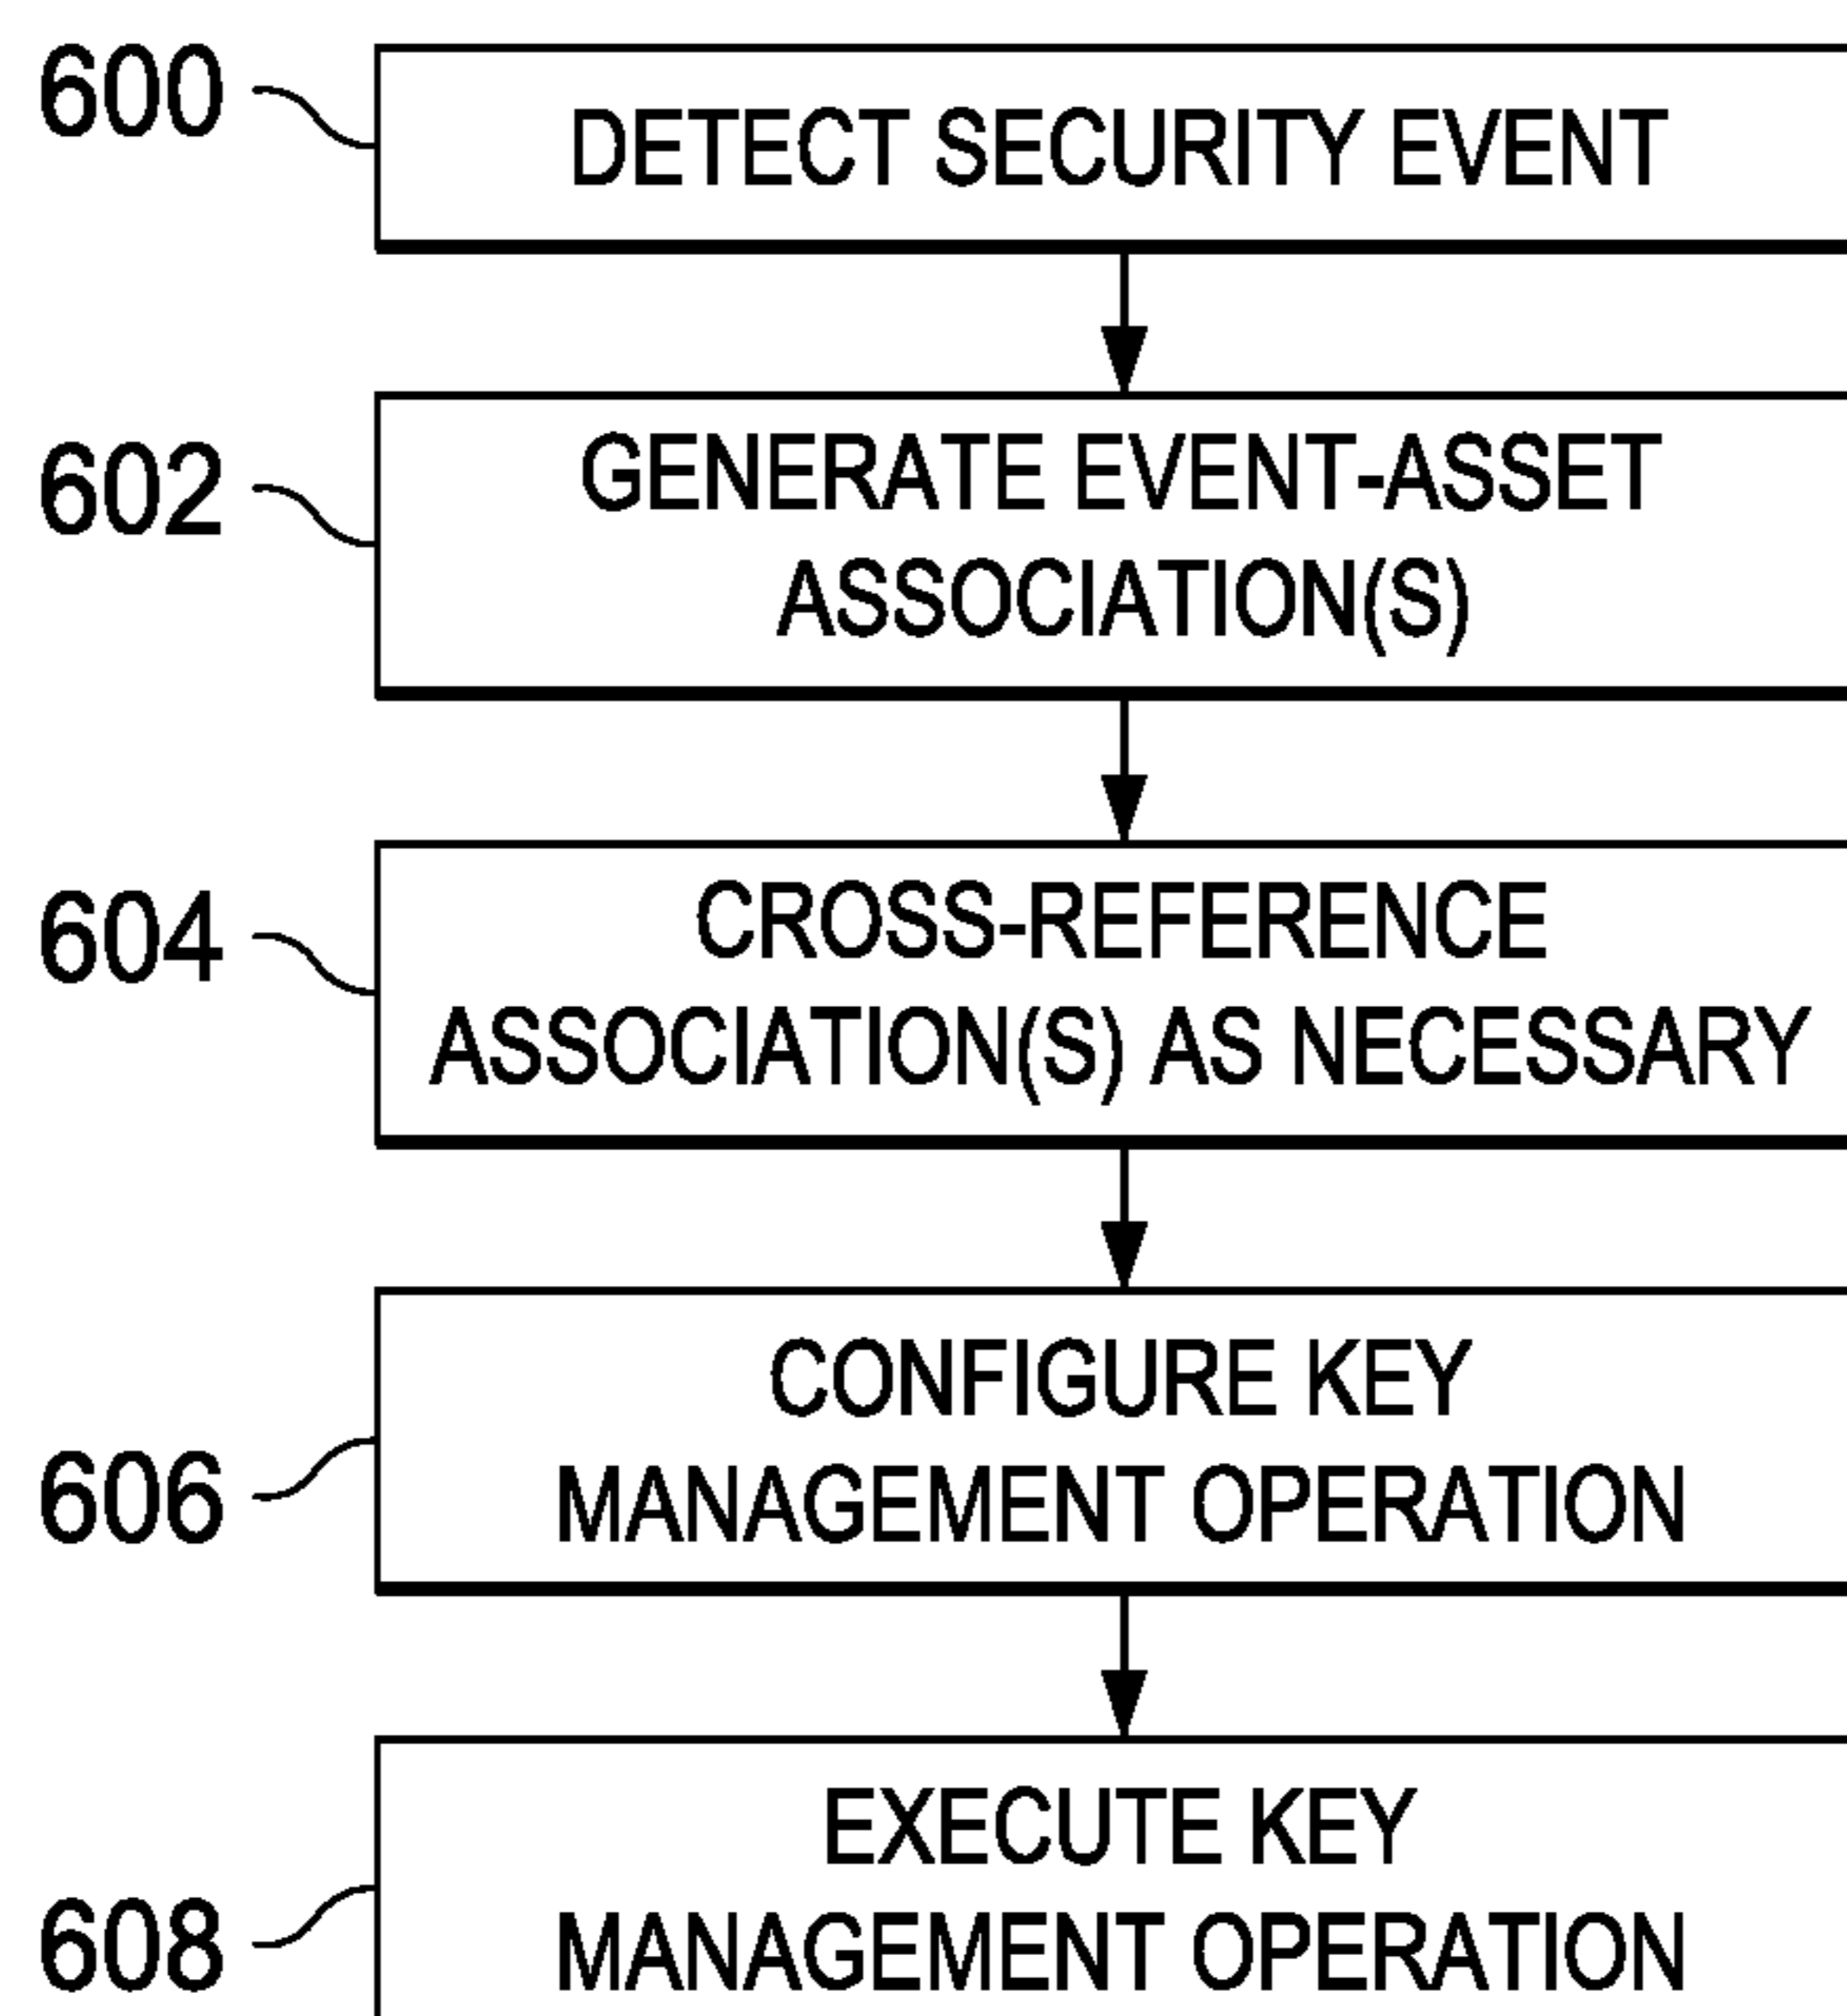 600
DETECT SECURITY EVENT
602
GENERATE EVENT-ASSET
ASSOCIATION(S)
604
CROSS-REFERENCE
ASSOCIATION(S) AS NECESSARY
606
CONFIGURE KEY
MANAGEMENT OPERATION
608
EXECUTE KEY
MANAGEMENT OPERATION